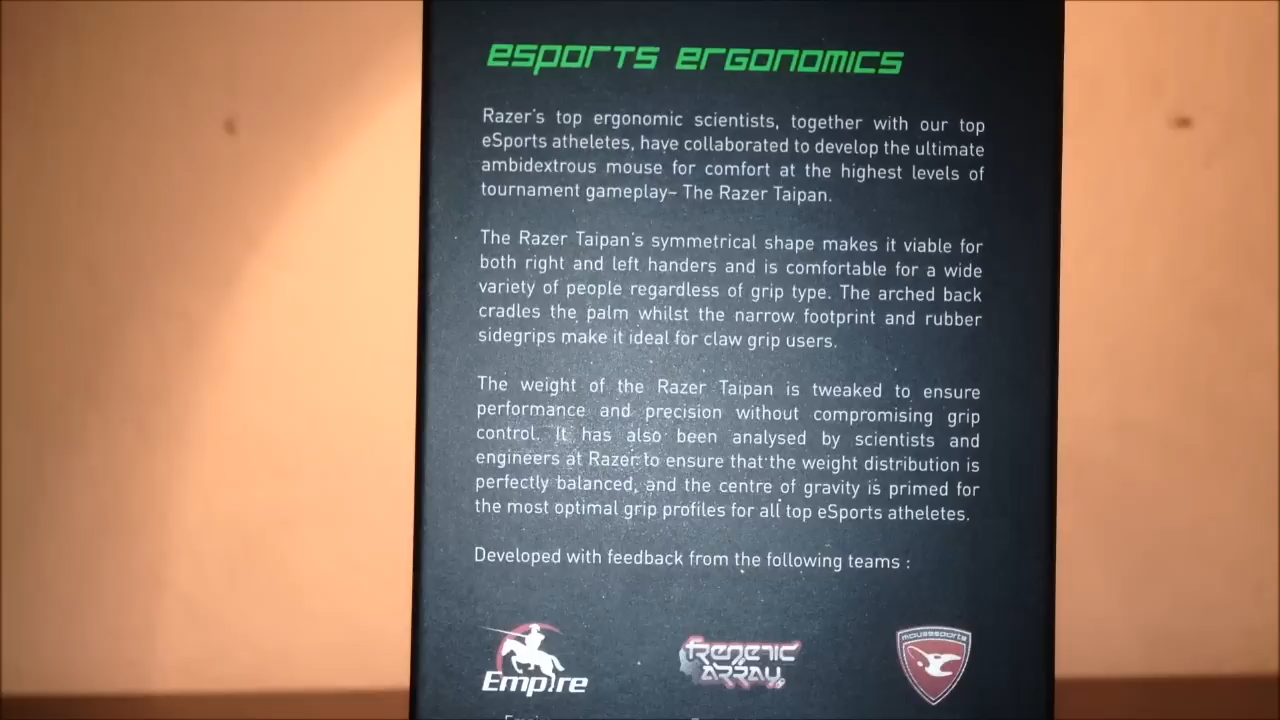 esports ergonomics
Razer's top ergonomic scientists, together with our top
eSports atheletes, have collaborated to develop the ultimate
ambidextrous mouse for comfort at the highest levels of
tournament gameplay– The Razer Taipan.
The Razer Taipan's symmetrical shape makes it viable for
both right and left handers and is comfortable for a wide
variety of people regardless of grip type. The arched back
cradles the palm whilst the narrow footprint and rubber
sidegrips make it ideal for claw grip users.
The weight of the Razer Taipan is tweaked to ensure
performance and precision without compromising grip
control. It has also been analysed by scientists and
engineers at Razer to ensure that the weight distribution is
perfectly balanced, and the centre of gravity is primed for
the most optimal grip profiles for all top eSports atheletes.
Developed with feedback from the following teams :
Empire
Frenetic
Array
mousesports